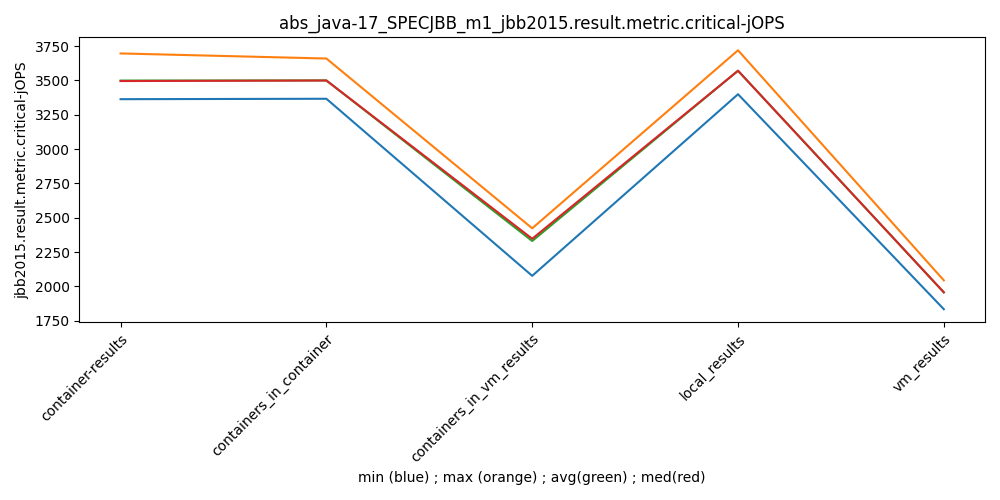 abs_java-17_SPECJBB_m1_jbb2015.result.metric.critical-jOPS
jbb2015.result.metric.critical-jOPS
3750
3500
3250
3000
2750
2500
2250
2000
1750
container-results
containers_in_container
containers_in_vm_results
local_results
vm_results
min (blue) ; max (orange) ; avg(green) ; med(red)